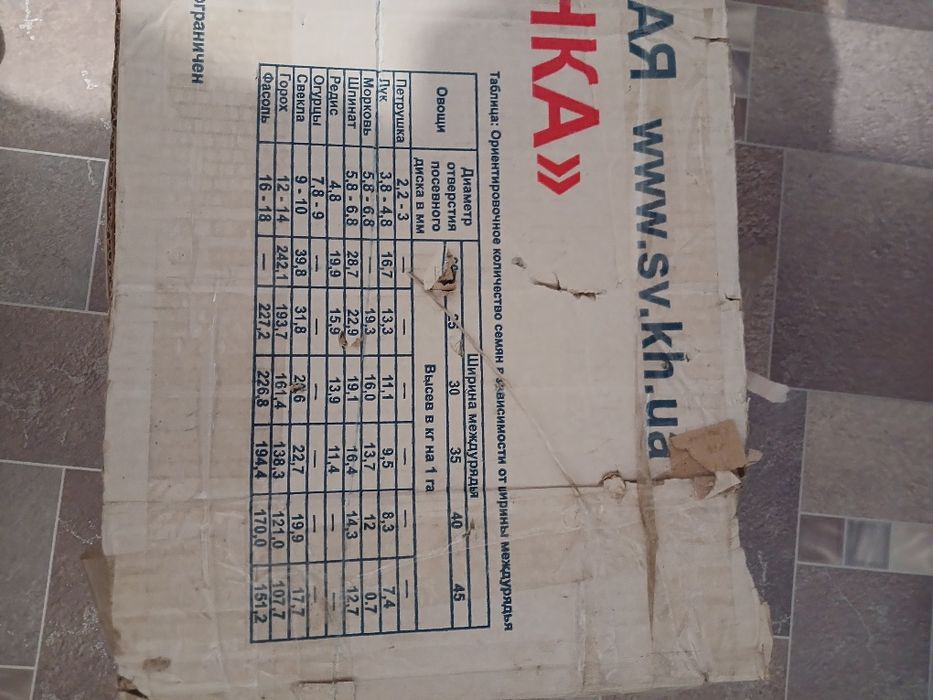 АЯ www.sv.kh.ua
НКА»
Таблица: Ориентировочное количество семян в зависимости от ширины междурядья
Овощи
Диаметр
отверстия
посевного
диска в мм
Ширина междурядья
25 30 35 40 45
Высев в кг на 1 га
Петрушка 2,2 - 3 — — — — — —
Лук 3,8 - 4,8 16,7 13,3 11,1 9,5 8,3 7,4
Морковь 5,8 - 6,8 — 19,3 16,0 13,7 12 0,7
Шпинат 5,8 - 6,8 28,7 22,9 19,1 16,4 14,3 12,7
Редис 4,8 19,9 15,9 13,9 11,4 — —
Огурцы 7,8 - 9 — — — — — —
Свекла 9 - 10 39,8 31,8 22,7 19,9 17,7
Горох 12 - 14 242,1 193,7 161,4 138,3 121,0 107,7
Фасоль 16 - 18 — 227,2 226,8 194,4 170,0 151,2
ограничен